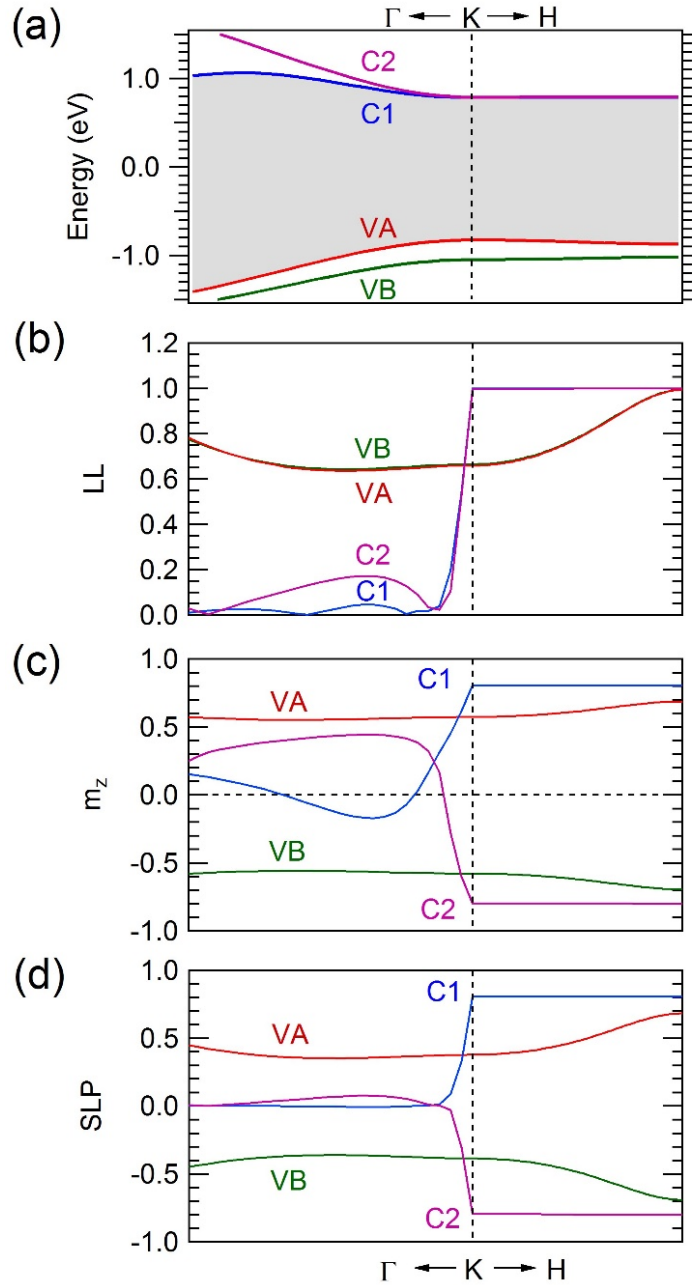 Γ ← K → H
(a)
C2
1.0
C1
Energy (eV)
0.0
VA
-1.0
VB
(b)
1.2
1.0
0.8
VB
0.6
VA
LL
0.4
C2
0.2
C1
0.0
(c)
1.0
C1
VA
0.5
m_z
0.0
VB
-0.5
C2
-1.0
(d)
1.0
C1
VA
0.5
SLP
0.0
-0.5
VB
C2
-1.0
Γ ← K → H